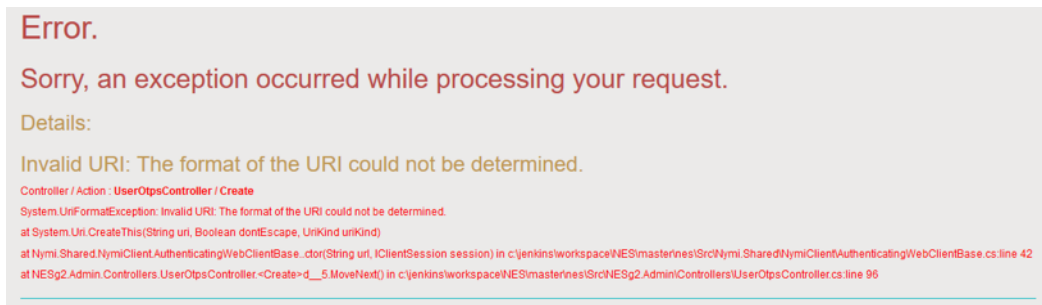 Error.
Sorry, an exception occurred while processing your request.
Details:
Invalid URI: The format of the URI could not be determined.
Controller / Action : UserOtpsController / Create
System.UriFormatException: Invalid URI: The format of the URI could not be determined.
at System.Uri.CreateThis(String uri, Boolean dontEscape, UriKind uriKind)
at Nymi.Shared.NymiClient.AuthenticatingWebClientBase..ctor(String url, IClientSession session) in c:\jenkins\workspace\NES\master\nes\Src\Nymi.Shared\NymiClient\AuthenticatingWebClientBase.cs:line 42
at NESg2.Admin.Controllers.UserOtpsController.<Create>d__5.MoveNext() in c:\jenkins\workspace\NES\master\nes\Src\NESg2.Admin\Controllers\UserOtpsController.cs:line 96